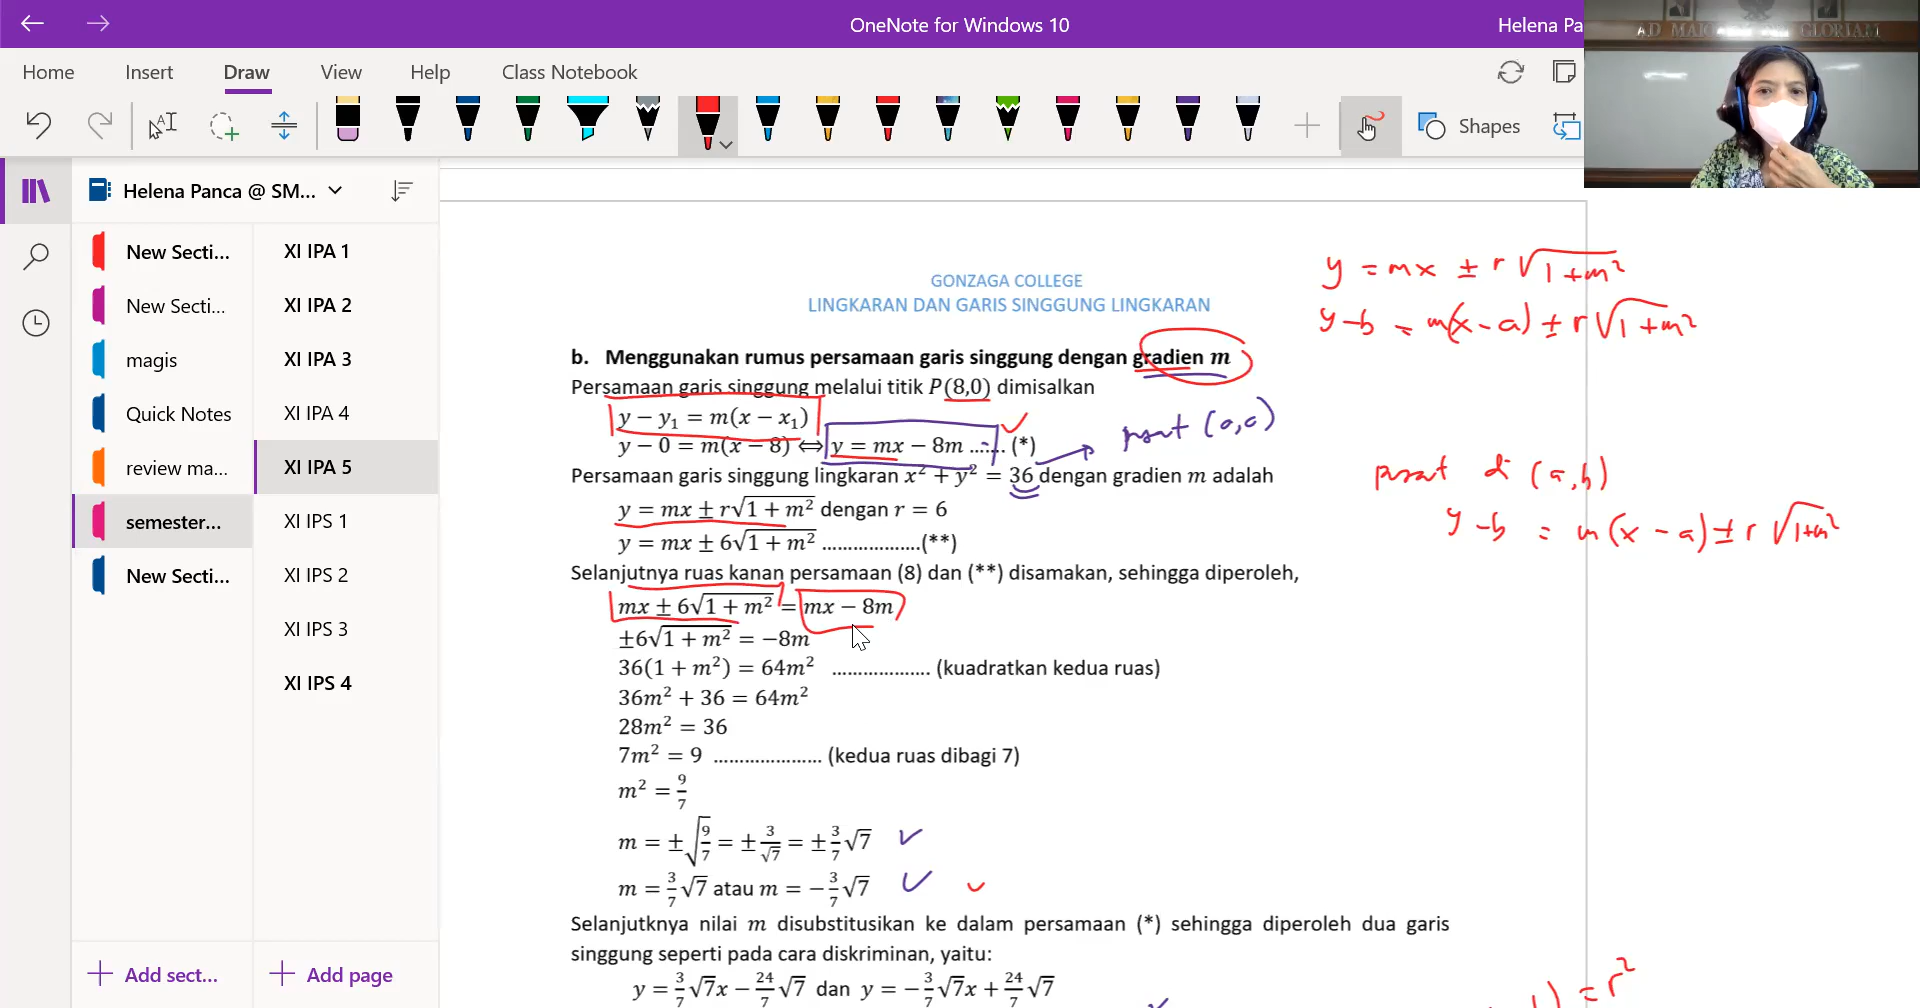 OneNote for Windows 10
Helena Pa
AD MAJO GLORIAM
Home Insert Draw View Help Class Notebook
Shapes
Helena Panca @ SM...
New Secti...
New Secti...
magis
Quick Notes
review ma...
semester...
New Secti...
XI IPA 1
XI IPA 2
XI IPA 3
XI IPA 4
XI IPA 5
XI IPS 1
XI IPS 2
XI IPS 3
XI IPS 4
+ Add sect...
+ Add page
GONZAGA COLLEGE
LINGKARAN DAN GARIS SINGGUNG LINGKARAN
b. Menggunakan rumus persamaan garis singgung dengan gradien m
Persamaan garis singgung melalui titik P(8,0) dimisalkan
y − y₁ = m(x − x₁)
y − 0 = m(x − 8) ⇔ y = mx − 8m ...... (*)
Persamaan garis singgung lingkaran x² + y² = 36 dengan gradien m adalah
y = mx ± r√(1 + m²) dengan r = 6
y = mx ± 6√(1 + m²) ..................(**)
Selanjutnya ruas kanan persamaan (8) dan (**) disamakan, sehingga diperoleh,
mx ± 6√(1 + m²) = mx − 8m
±6√(1 + m²) = −8m
36(1 + m²) = 64m² .................. (kuadratkan kedua ruas)
36m² + 36 = 64m²
28m² = 36
7m² = 9 .................... (kedua ruas dibagi 7)
m² = 9/7
m = ±√(9/7) = ± 3/√7 = ± 3/7 √7
m = 3/7 √7 atau m = − 3/7 √7
Selanjutknya nilai m disubstitusikan ke dalam persamaan (*) sehingga diperoleh dua garis
singgung seperti pada cara diskriminan, yaitu:
y = 3/7 √7x − 24/7 √7 dan y = − 3/7 √7x + 24/7 √7
y = mx ± r√(1+m²)
y − b = m(x − a) ± r√(1+m²)
pusat (0,0)
pusat di (a,b)
y − b = m(x − a) ± r√(1+m²)
) = r²